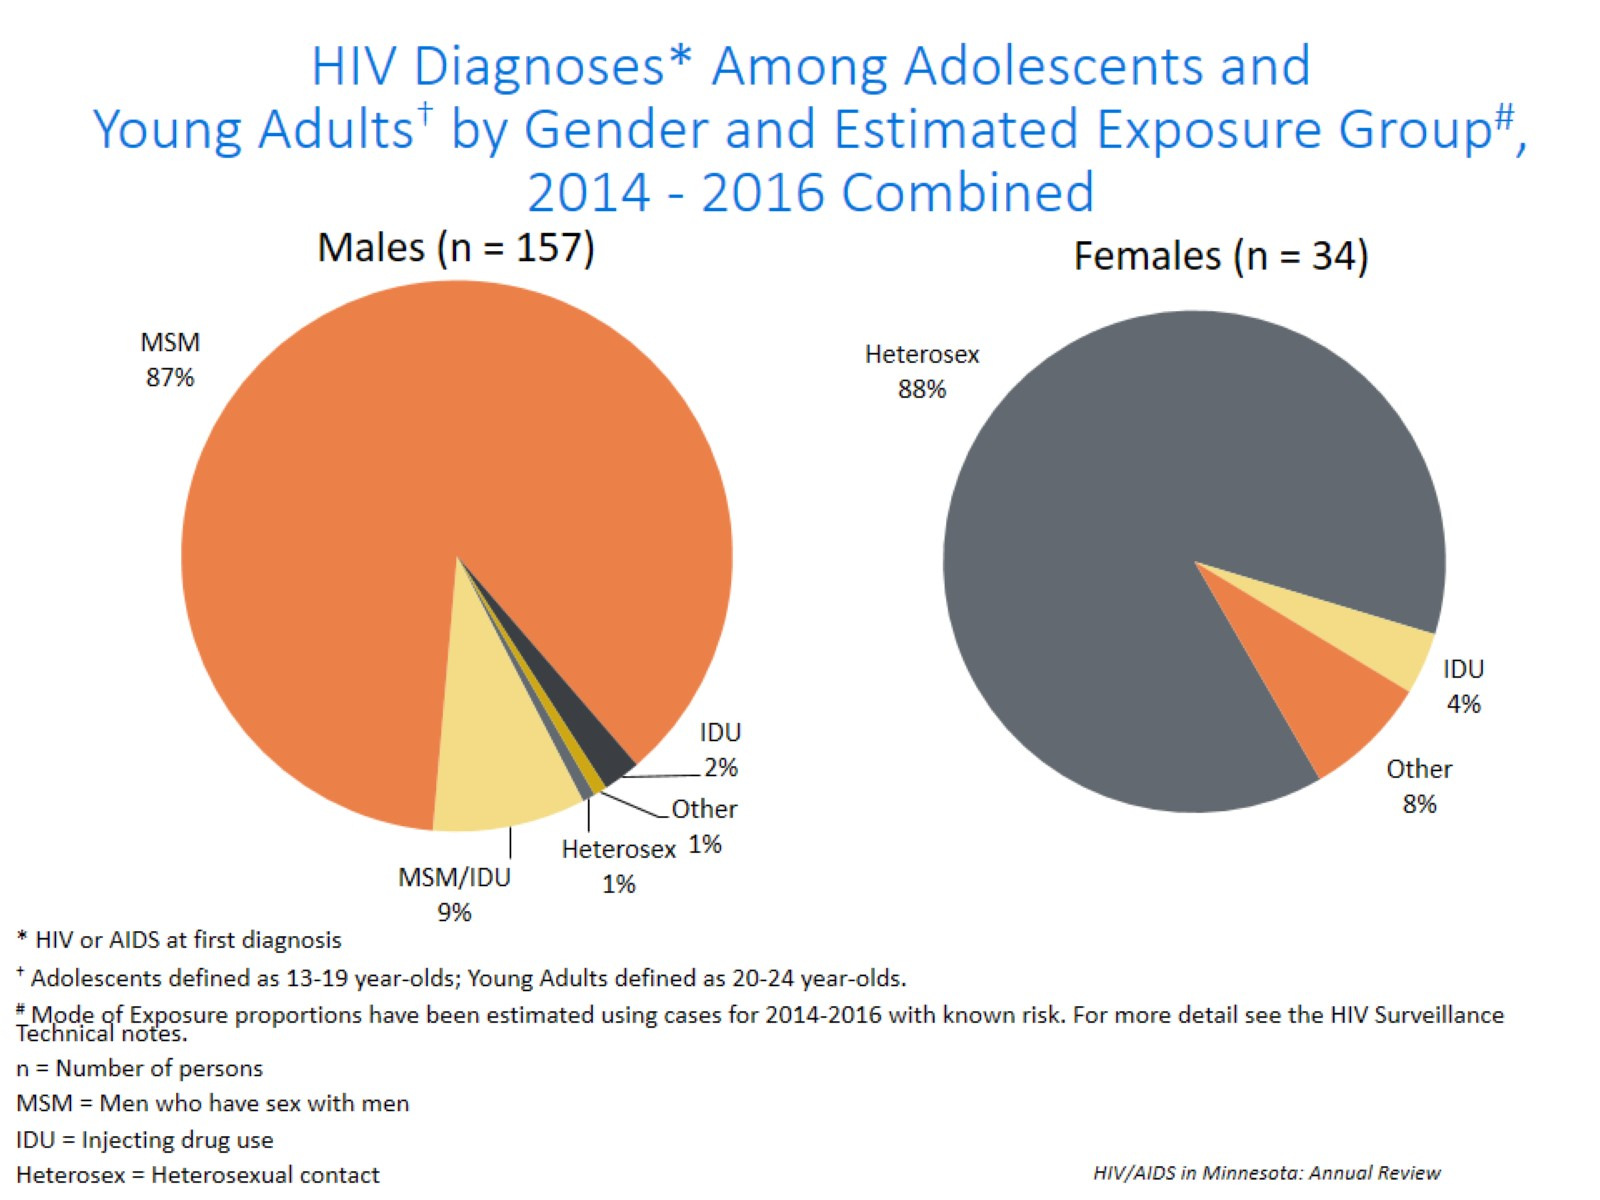 HIV Diagnoses* Among Adolescents and
Young Adults† by Gender and Estimated Exposure Group#,
2014 - 2016 Combined
Males (n = 157)
MSM
87%
IDU
2%
Other
1%
Heterosex
1%
MSM/IDU
9%
Females (n = 34)
Heterosex
88%
IDU
4%
Other
8%
* HIV or AIDS at first diagnosis
† Adolescents defined as 13-19 year-olds; Young Adults defined as 20-24 year-olds.
# Mode of Exposure proportions have been estimated using cases for 2014-2016 with known risk. For more detail see the HIV Surveillance
Technical notes.
n = Number of persons
MSM = Men who have sex with men
IDU = Injecting drug use
Heterosex = Heterosexual contact
HIV/AIDS in Minnesota: Annual Review